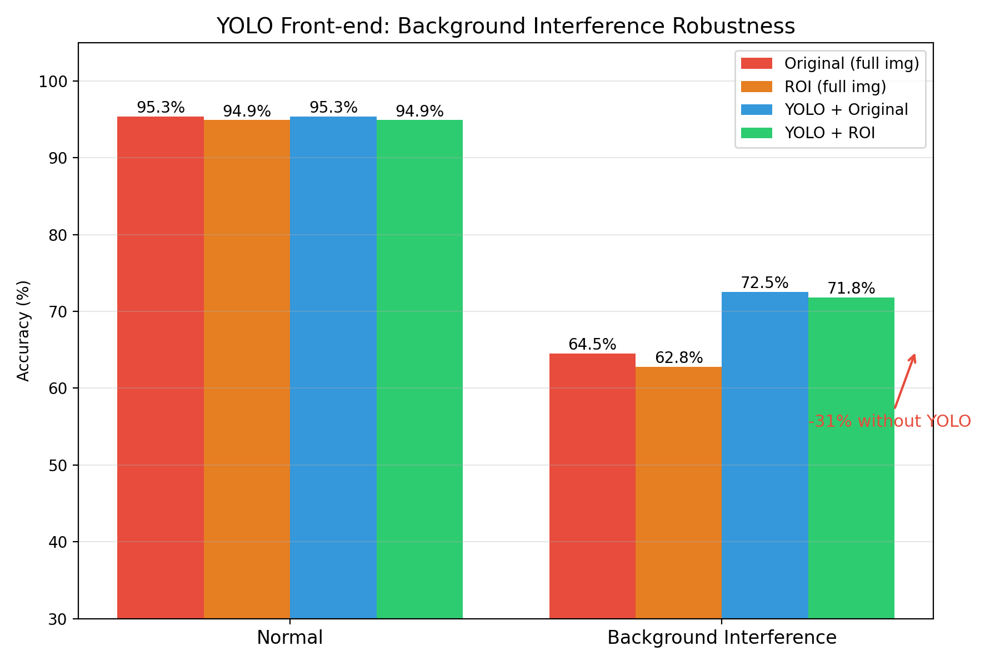 YOLO Front-end: Background Interference Robustness
Original (full img)
ROI (full img)
YOLO + Original
YOLO + ROI
Accuracy (%)
100
90
80
70
60
50
40
30
95.3%
94.9%
95.3%
94.9%
64.5%
62.8%
72.5%
71.8%
-31% without YOLO
Normal
Background Interference